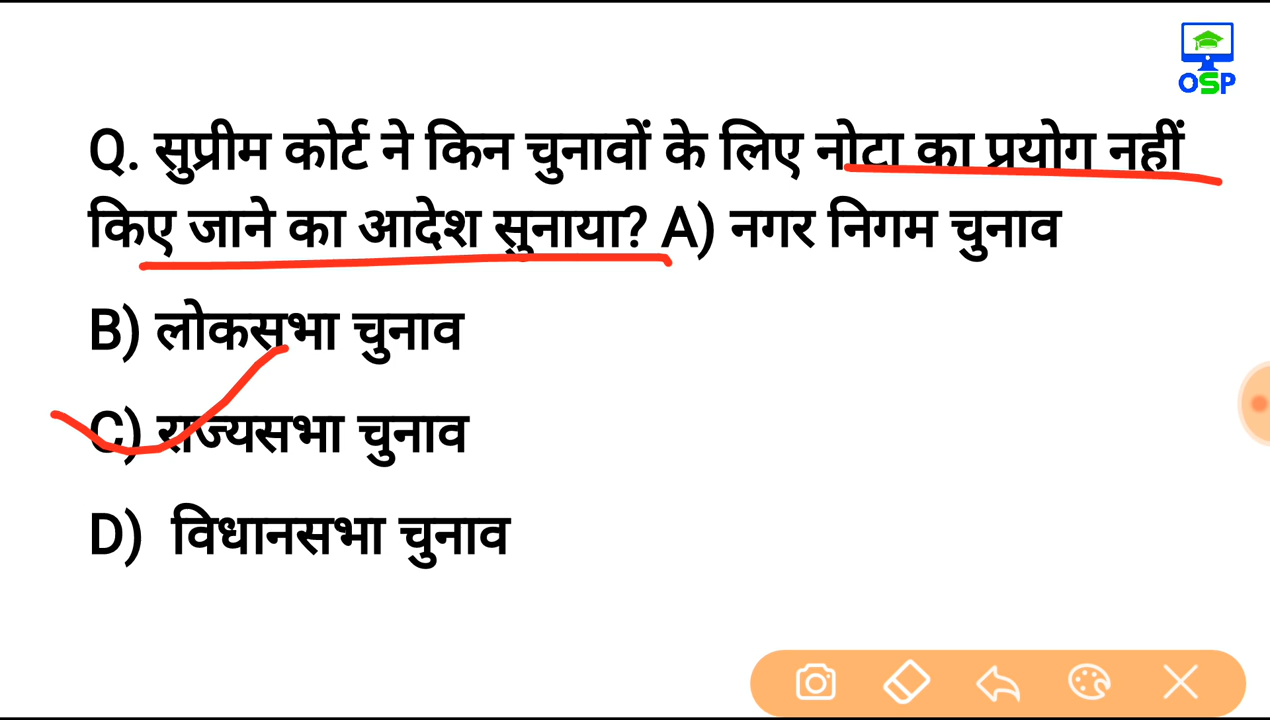 OSP
Q. सुप्रीम कोर्ट ने किन चुनावों के लिए नोटा का प्रयोग नहीं
किए जाने का आदेश सुनाया? A) नगर निगम चुनाव
B) लोकसभा चुनाव
C) राज्यसभा चुनाव
D) विधानसभा चुनाव